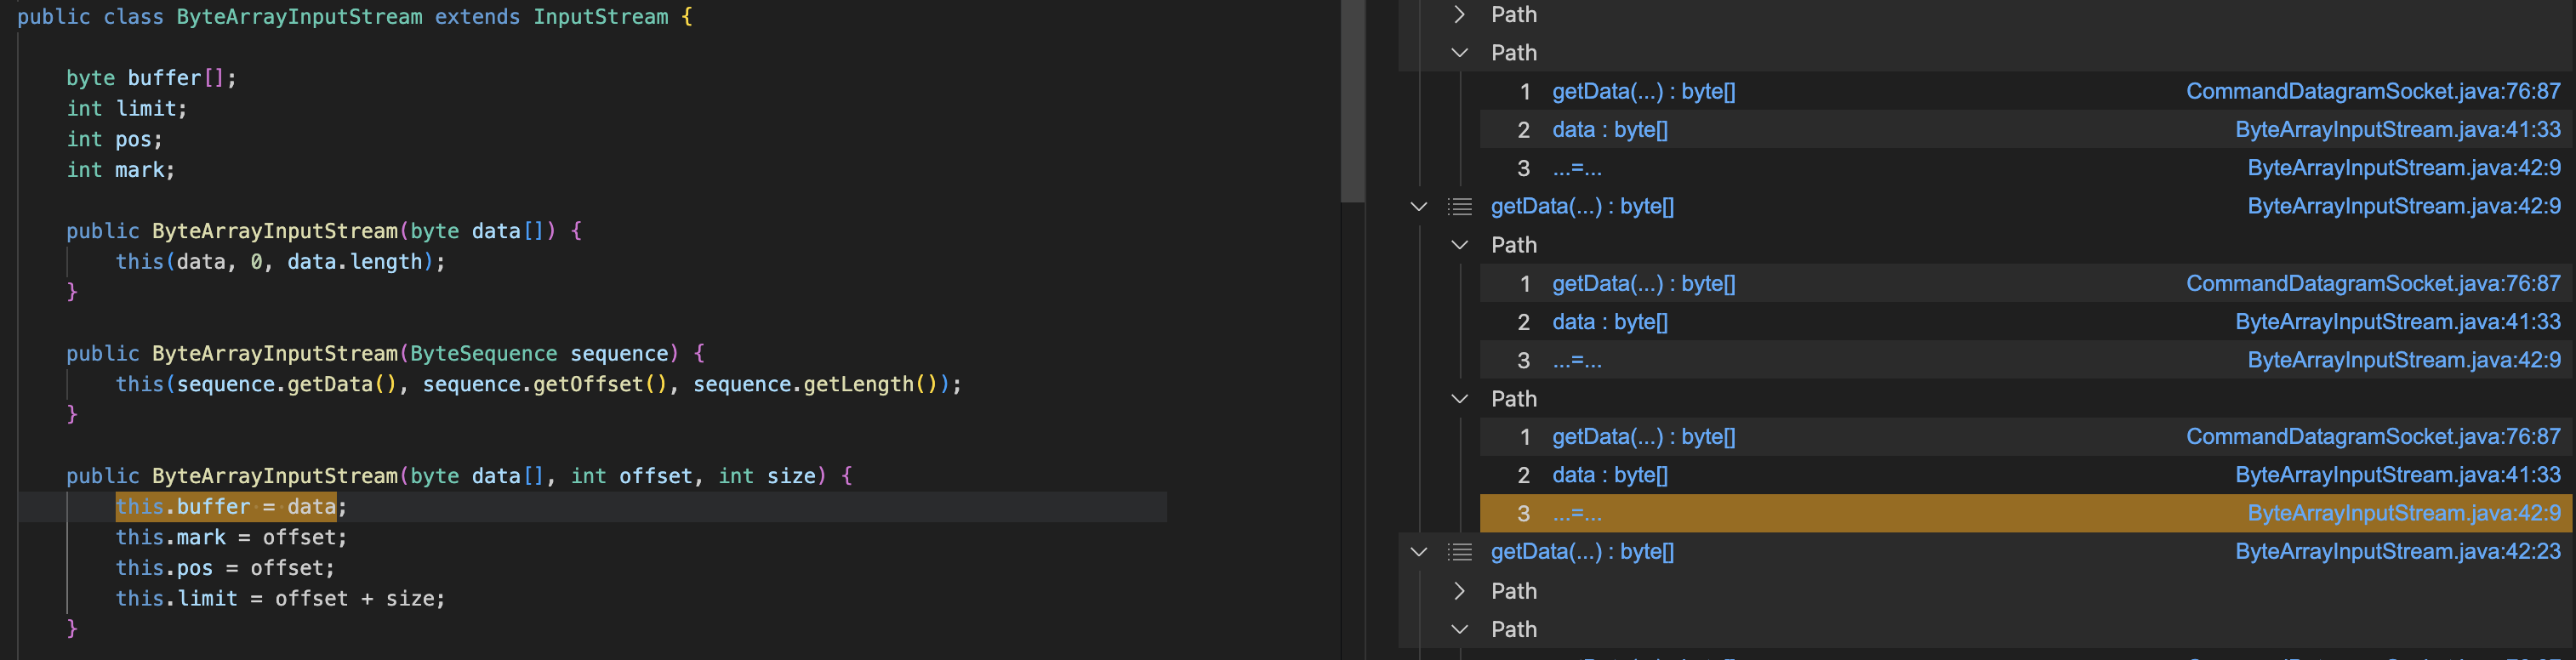 public class ByteArrayInputStream extends InputStream {
byte buffer[];
int limit;
int pos;
int mark;
public ByteArrayInputStream(byte data[]) {
this(data, 0, data.length);
}
public ByteArrayInputStream(ByteSequence sequence) {
this(sequence.getData(), sequence.getOffset(), sequence.getLength());
}
public ByteArrayInputStream(byte data[], int offset, int size) {
this.buffer = data;
this.mark = offset;
this.pos = offset;
this.limit = offset + size;
}
Path
Path
1 getData(...) : byte[] CommandDatagramSocket.java:76:87
2 data : byte[] ByteArrayInputStream.java:41:33
3 ...=... ByteArrayInputStream.java:42:9
getData(...) : byte[] ByteArrayInputStream.java:42:9
Path
1 getData(...) : byte[] CommandDatagramSocket.java:76:87
2 data : byte[] ByteArrayInputStream.java:41:33
3 ...=... ByteArrayInputStream.java:42:9
Path
1 getData(...) : byte[] CommandDatagramSocket.java:76:87
2 data : byte[] ByteArrayInputStream.java:41:33
3 ...=... ByteArrayInputStream.java:42:9
getData(...) : byte[] ByteArrayInputStream.java:42:23
Path
Path